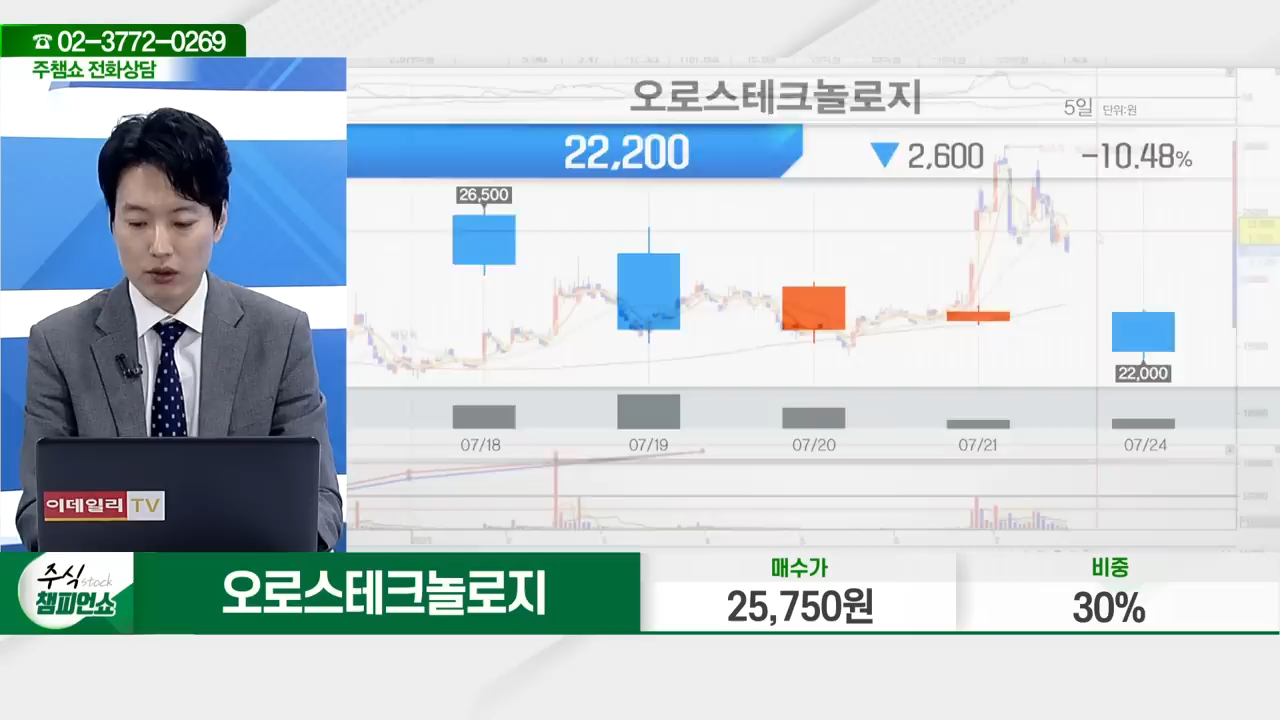 ☎ 02-3772-0269
주챔쇼 전화상담
오로스테크놀로지
5일 단위:원
22,200 ▼ 2,600 -10.48%
26,500
22,000
07/18 07/19 07/20 07/21 07/24
이데일리 TV
주식 stock
챔피언쇼
오로스테크놀로지
매수가
25,750원
비중
30%